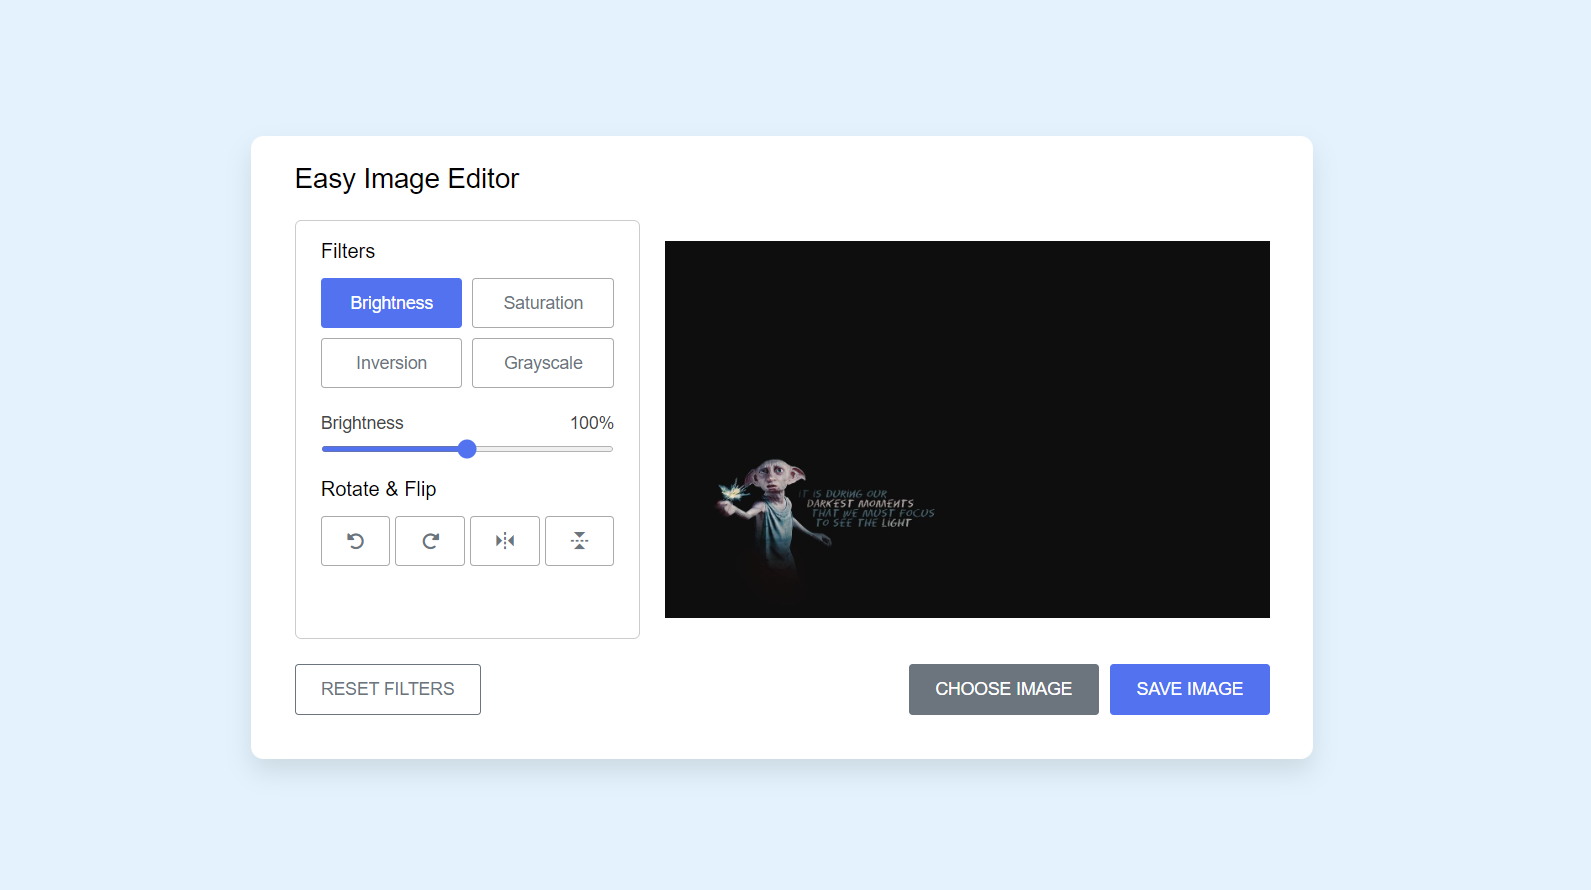 Easy Image Editor
Filters
Brightness
Saturation
Inversion
Grayscale
Brightness 100%
Rotate & Flip
IT IS DURING OUR
DARKEST MOMENTS
THAT WE MUST FOCUS
TO SEE THE LIGHT
RESET FILTERS
CHOOSE IMAGE
SAVE IMAGE